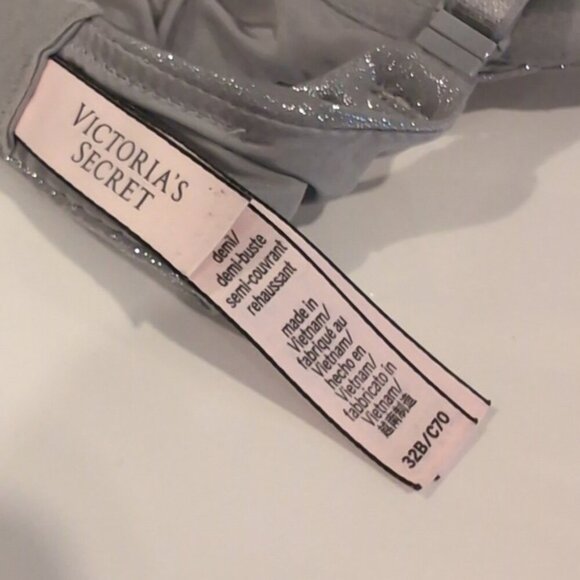 VICTORIA'S
SECRET
demi/
demi-buste
semi-couvrant
rehaussant
made in
Vietnam/
fabriqué au
Vietnam/
hecho en
Vietnam/
fabbricato in
Vietnam/
越南制造
32B/C70